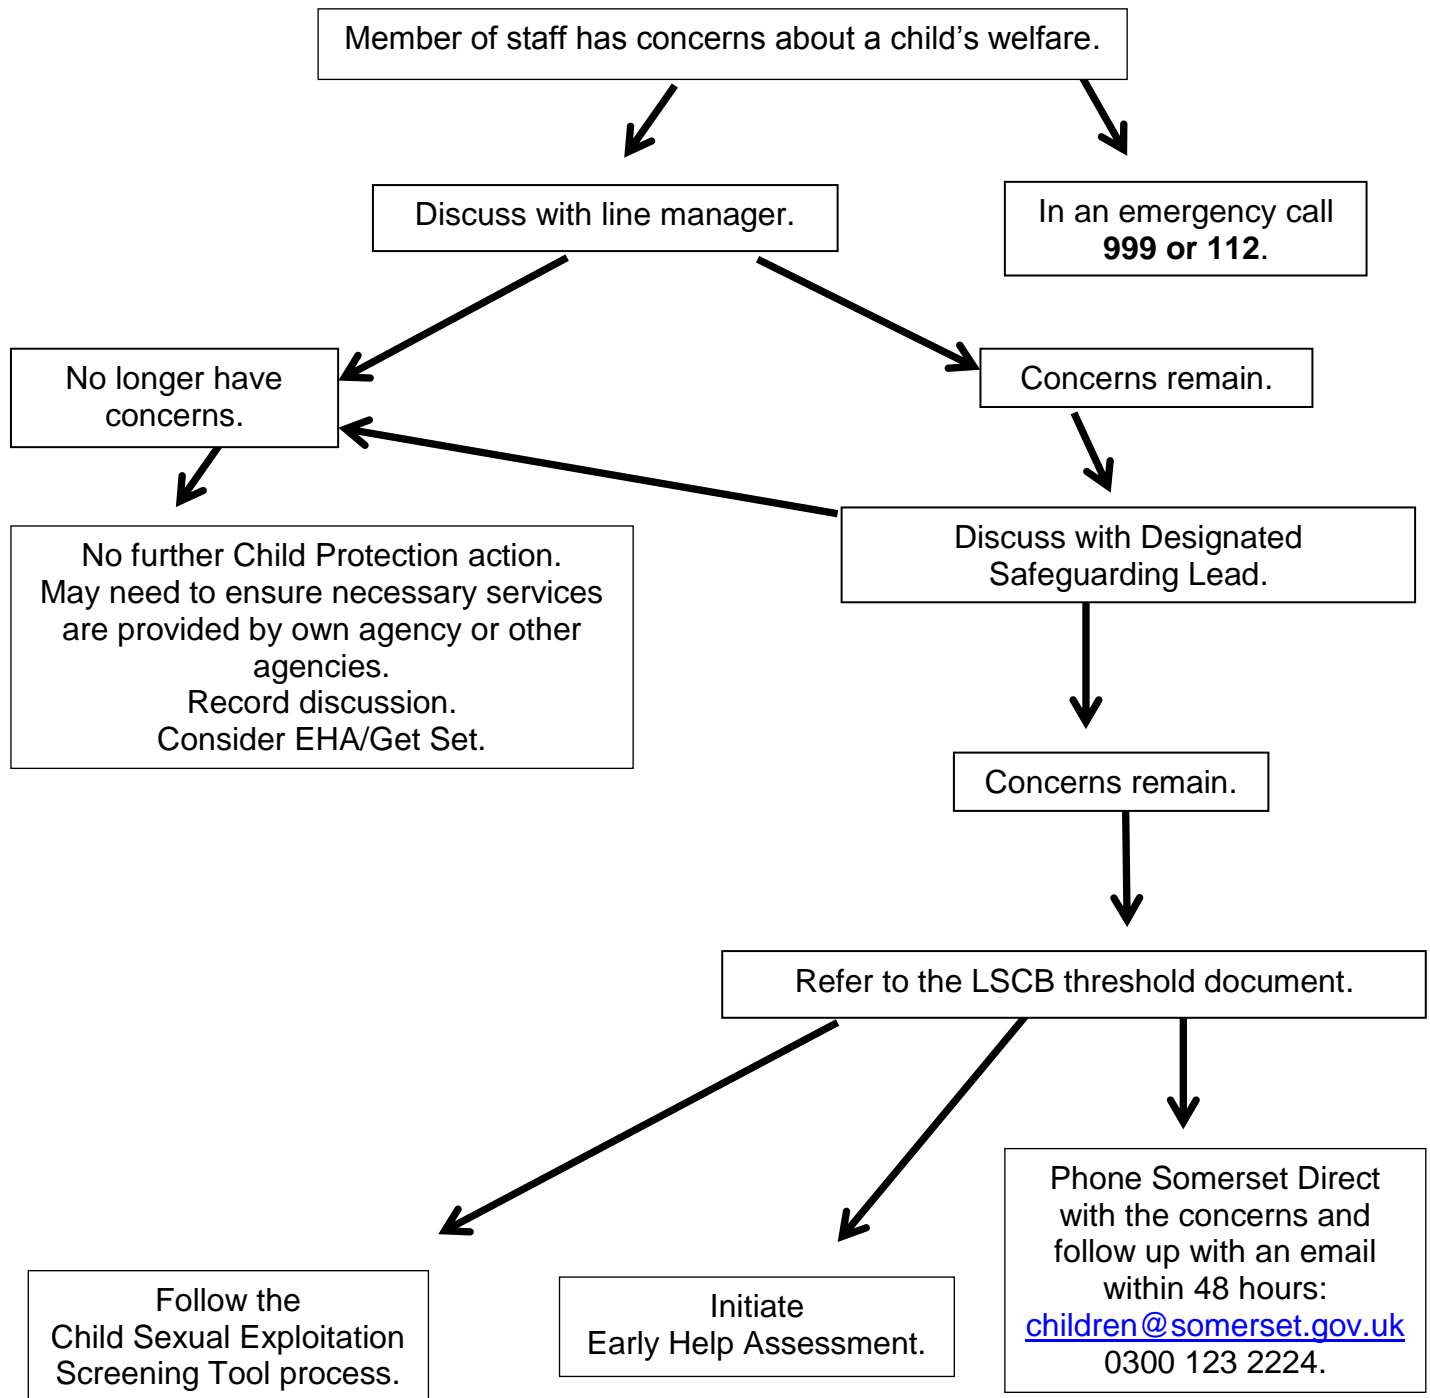 Member of staff has concerns about a child’s welfare.
Discuss with line manager.
In an emergency call
999 or 112.
No longer have
concerns.
Concerns remain.
No further Child Protection action.
May need to ensure necessary services
are provided by own agency or other
agencies.
Record discussion.
Consider EHA/Get Set.
Discuss with Designated
Safeguarding Lead.
Concerns remain.
Refer to the LSCB threshold document.
Follow the
Child Sexual Exploitation
Screening Tool process.
Initiate
Early Help Assessment.
Phone Somerset Direct
with the concerns and
follow up with an email
within 48 hours:
children@somerset.gov.uk
0300 123 2224.